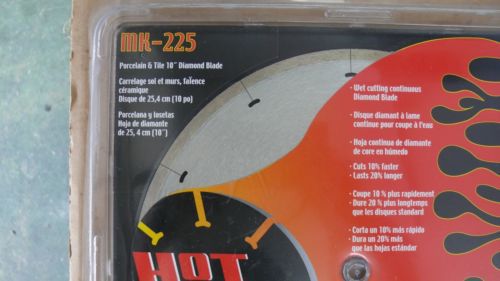 MK-225
Porcelain & Tile 10" Diamond Blade
Carrelage sol et murs, faïence
céramique
Disque de 25,4 cm (10 po)
Porcelana y losetas
Hoja de diamante
de 25, 4 cm (10")
· Wet cutting continuous
Diamond Blade
· Disque diamant à lame
continue pour coupe à l'eau
· Hoja continua de diamante
de core en húmedo
· Cuts 10% faster
· Lasts 20% longer
· Coupe 10 % plus rapidement
· Dure 20 % plus longtemps
que les disques standard
· Corta un 10% más rápido
· Dura un 20% más
que las hojas estándar
HOT